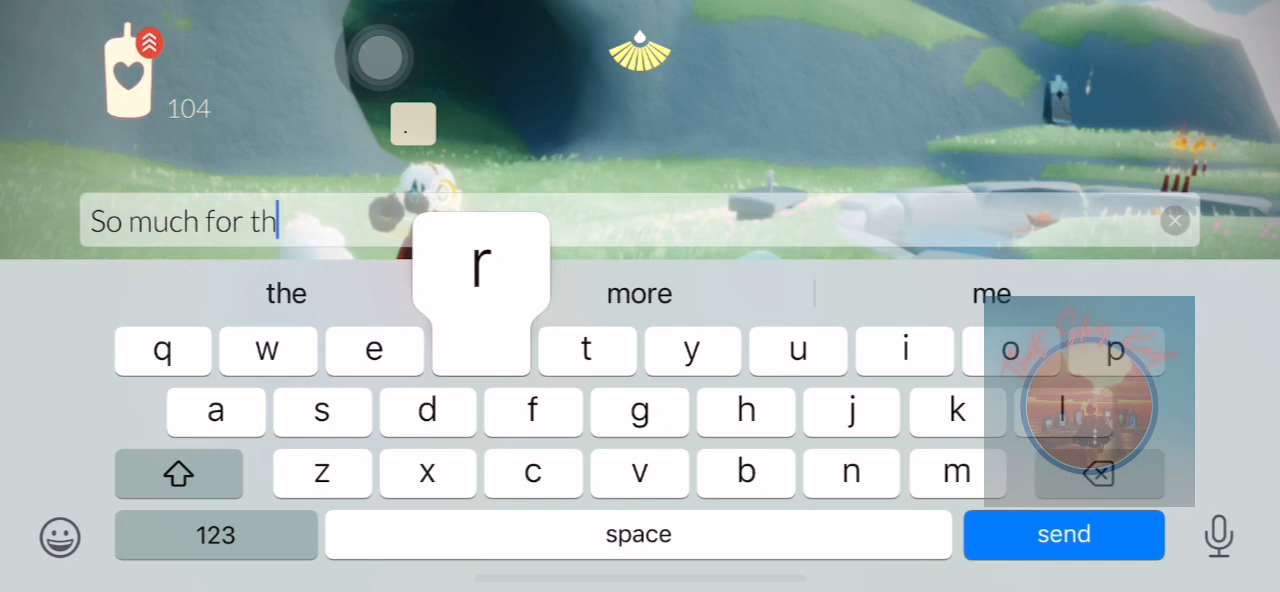 104
.
So much for th
the more me
r
q w e t y u i o p
a s d f g h j k l
z x c v b n m
123 space send